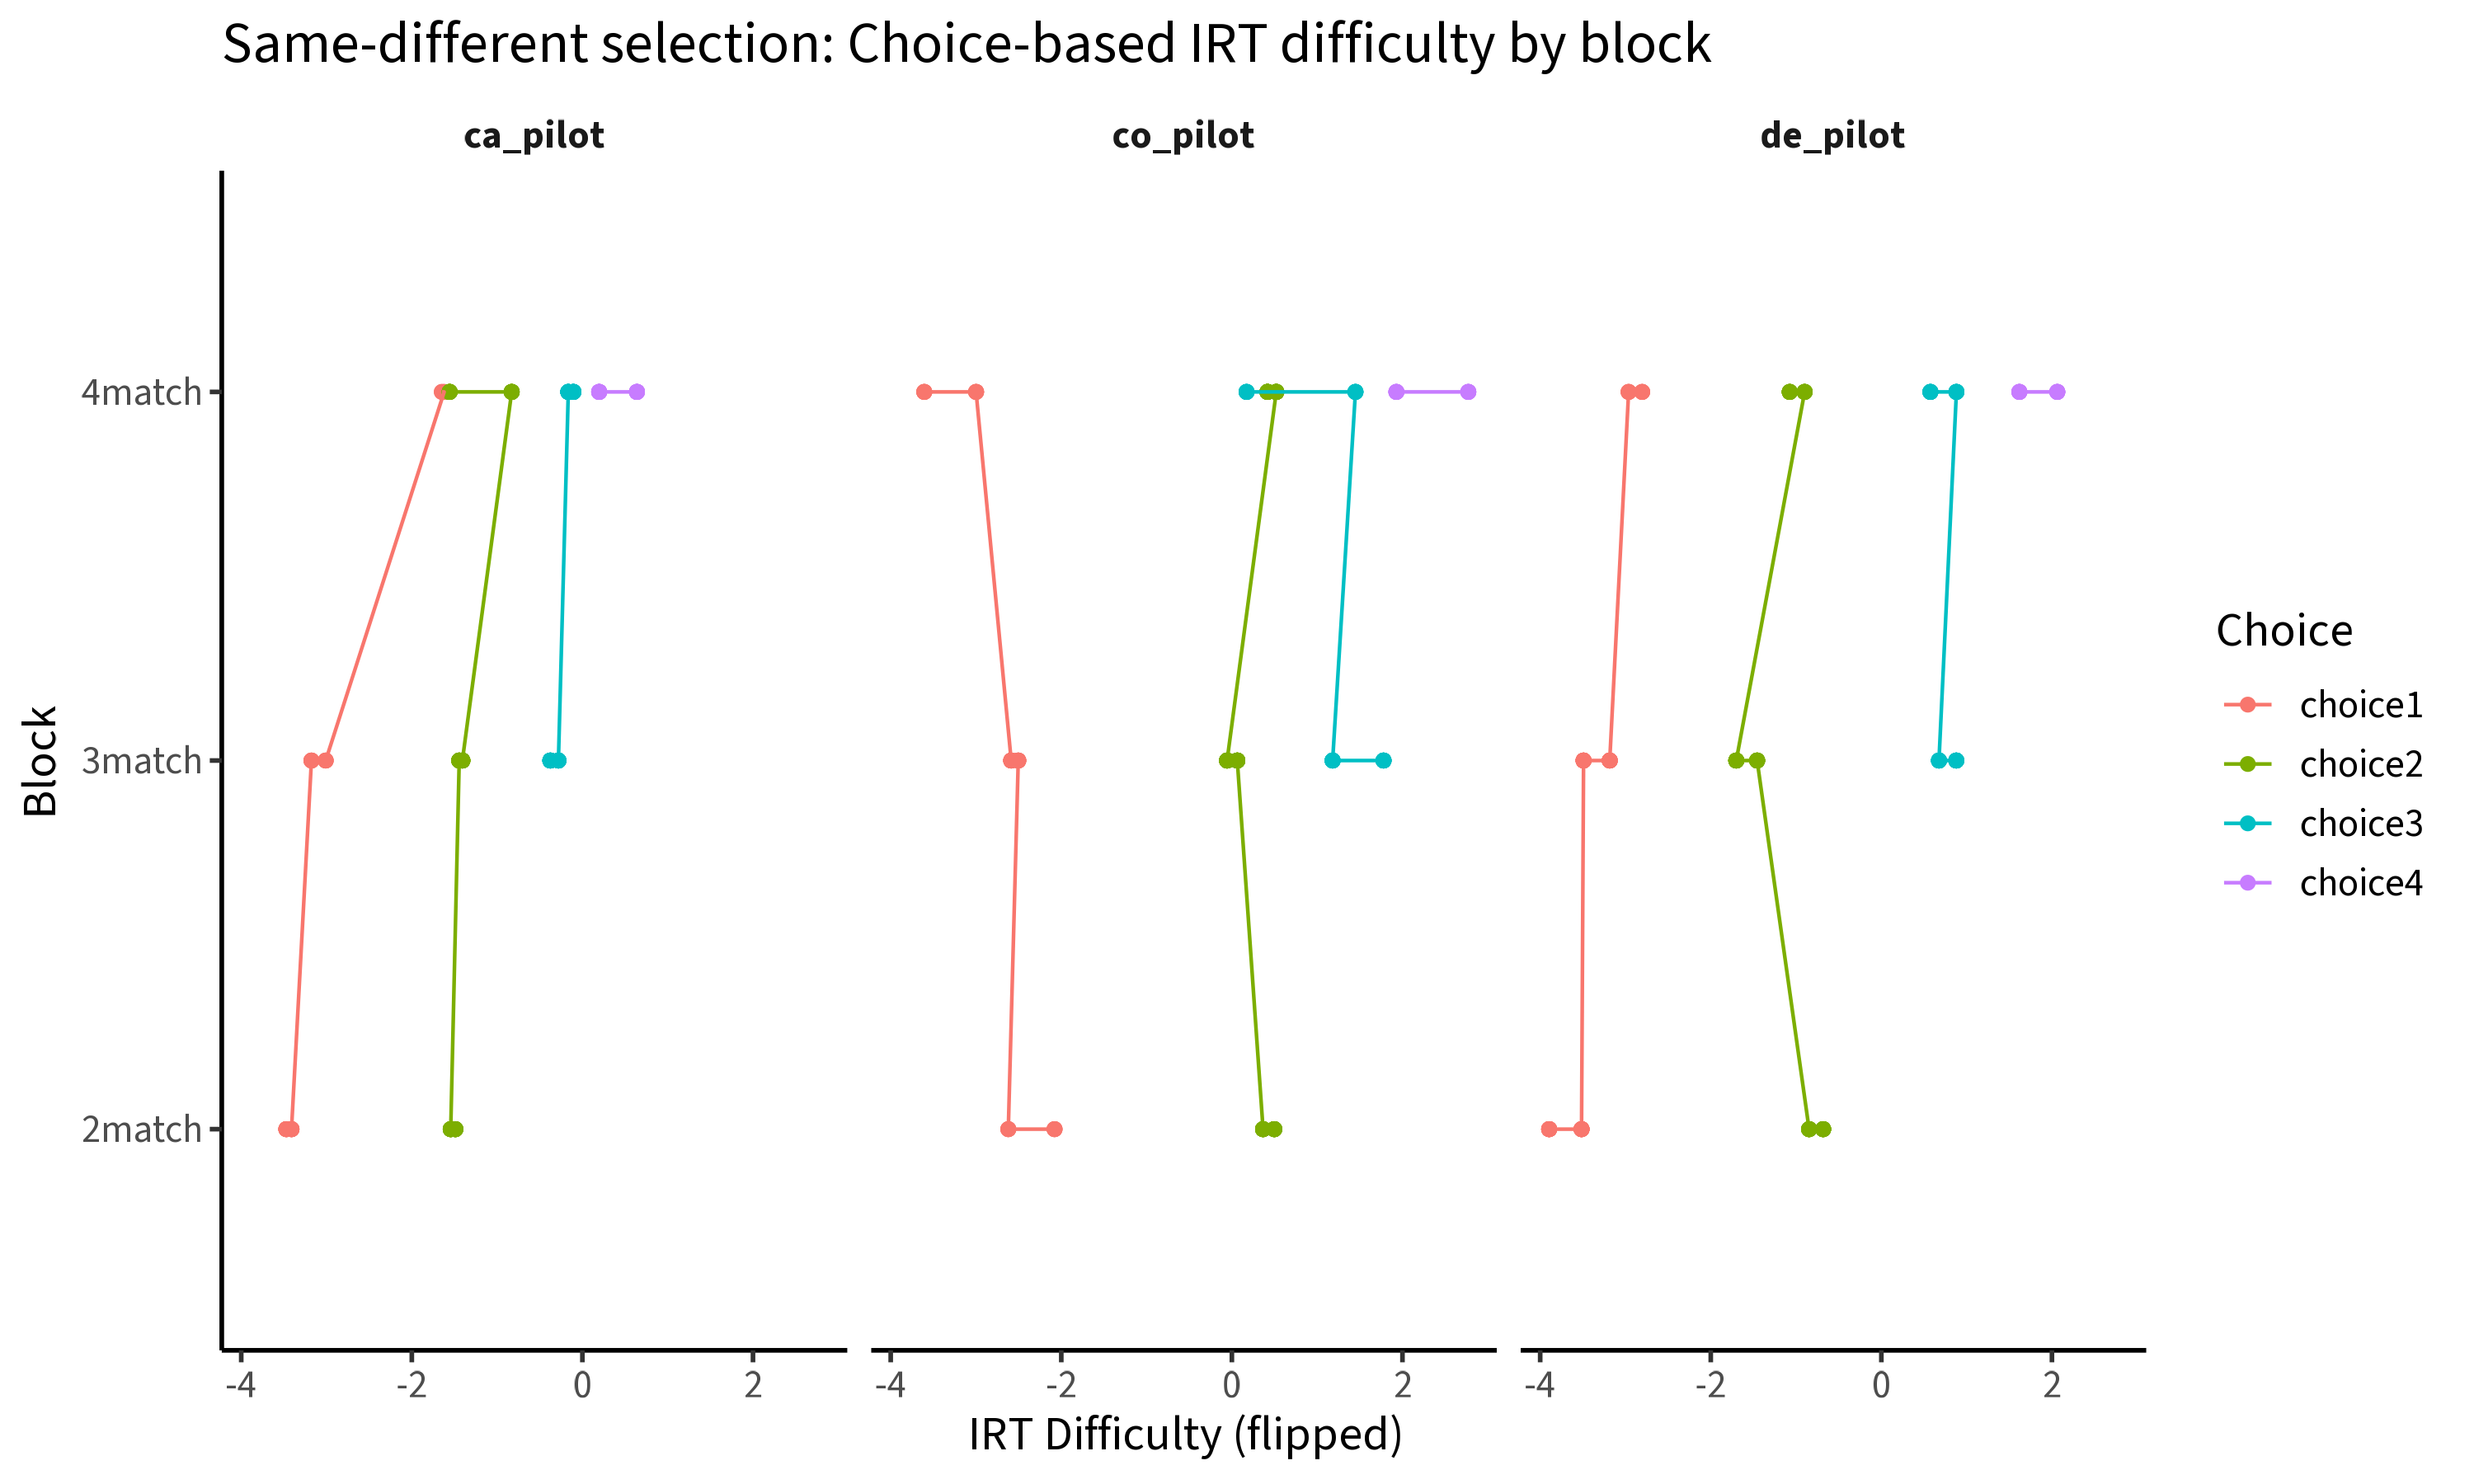 Same-different selection: Choice-based IRT difficulty by block
ca_pilot
co_pilot
de_pilot
4match
3match
2match
Block
-4
-2
0
2
-4
-2
0
2
-4
-2
0
2
IRT Difficulty (flipped)
Choice
choice1
choice2
choice3
choice4